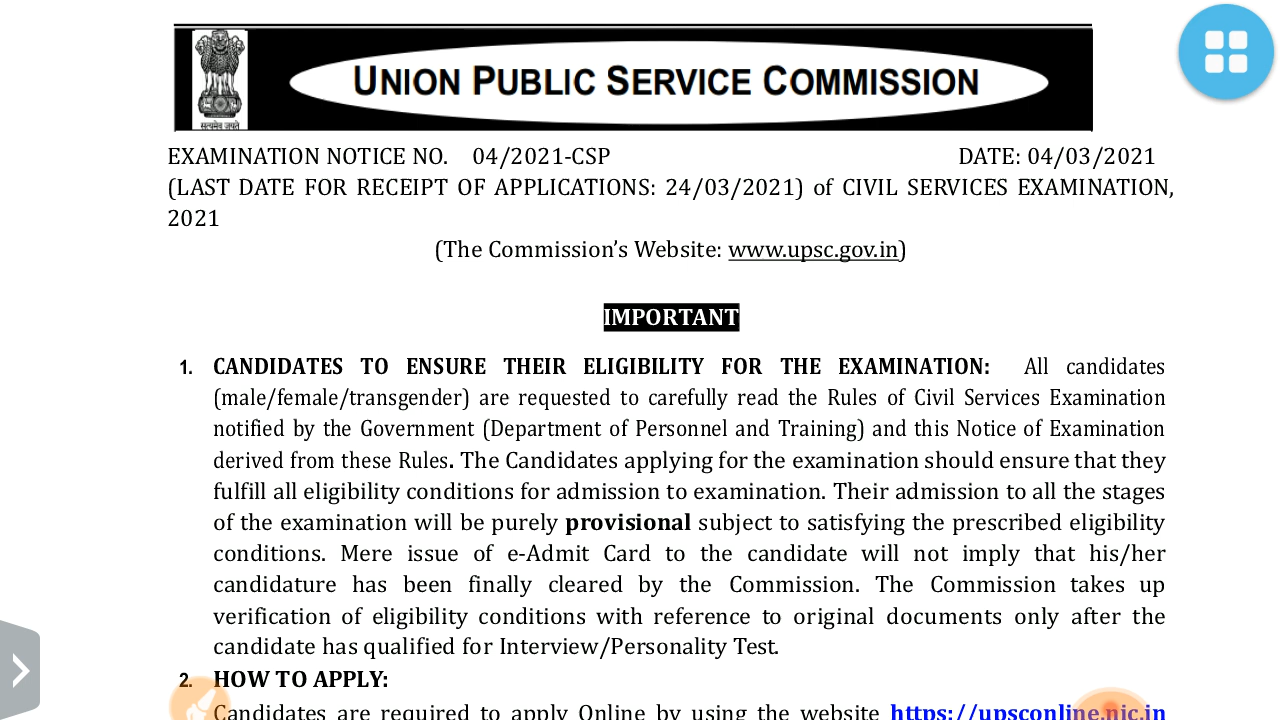 सत्यमेव जयते
UNION PUBLIC SERVICE COMMISSION
EXAMINATION NOTICE NO. 04/2021-CSP DATE: 04/03/2021
(LAST DATE FOR RECEIPT OF APPLICATIONS: 24/03/2021) of CIVIL SERVICES EXAMINATION,
2021
(The Commission’s Website: www.upsc.gov.in)
IMPORTANT
1. CANDIDATES TO ENSURE THEIR ELIGIBILITY FOR THE EXAMINATION: All candidates
(male/female/transgender) are requested to carefully read the Rules of Civil Services Examination
notified by the Government (Department of Personnel and Training) and this Notice of Examination
derived from these Rules. The Candidates applying for the examination should ensure that they
fulfill all eligibility conditions for admission to examination. Their admission to all the stages
of the examination will be purely provisional subject to satisfying the prescribed eligibility
conditions. Mere issue of e-Admit Card to the candidate will not imply that his/her
candidature has been finally cleared by the Commission. The Commission takes up
verification of eligibility conditions with reference to original documents only after the
candidate has qualified for Interview/Personality Test.
2. HOW TO APPLY:
Candidates are required to apply Online by using the website https://upsconline.nic.in